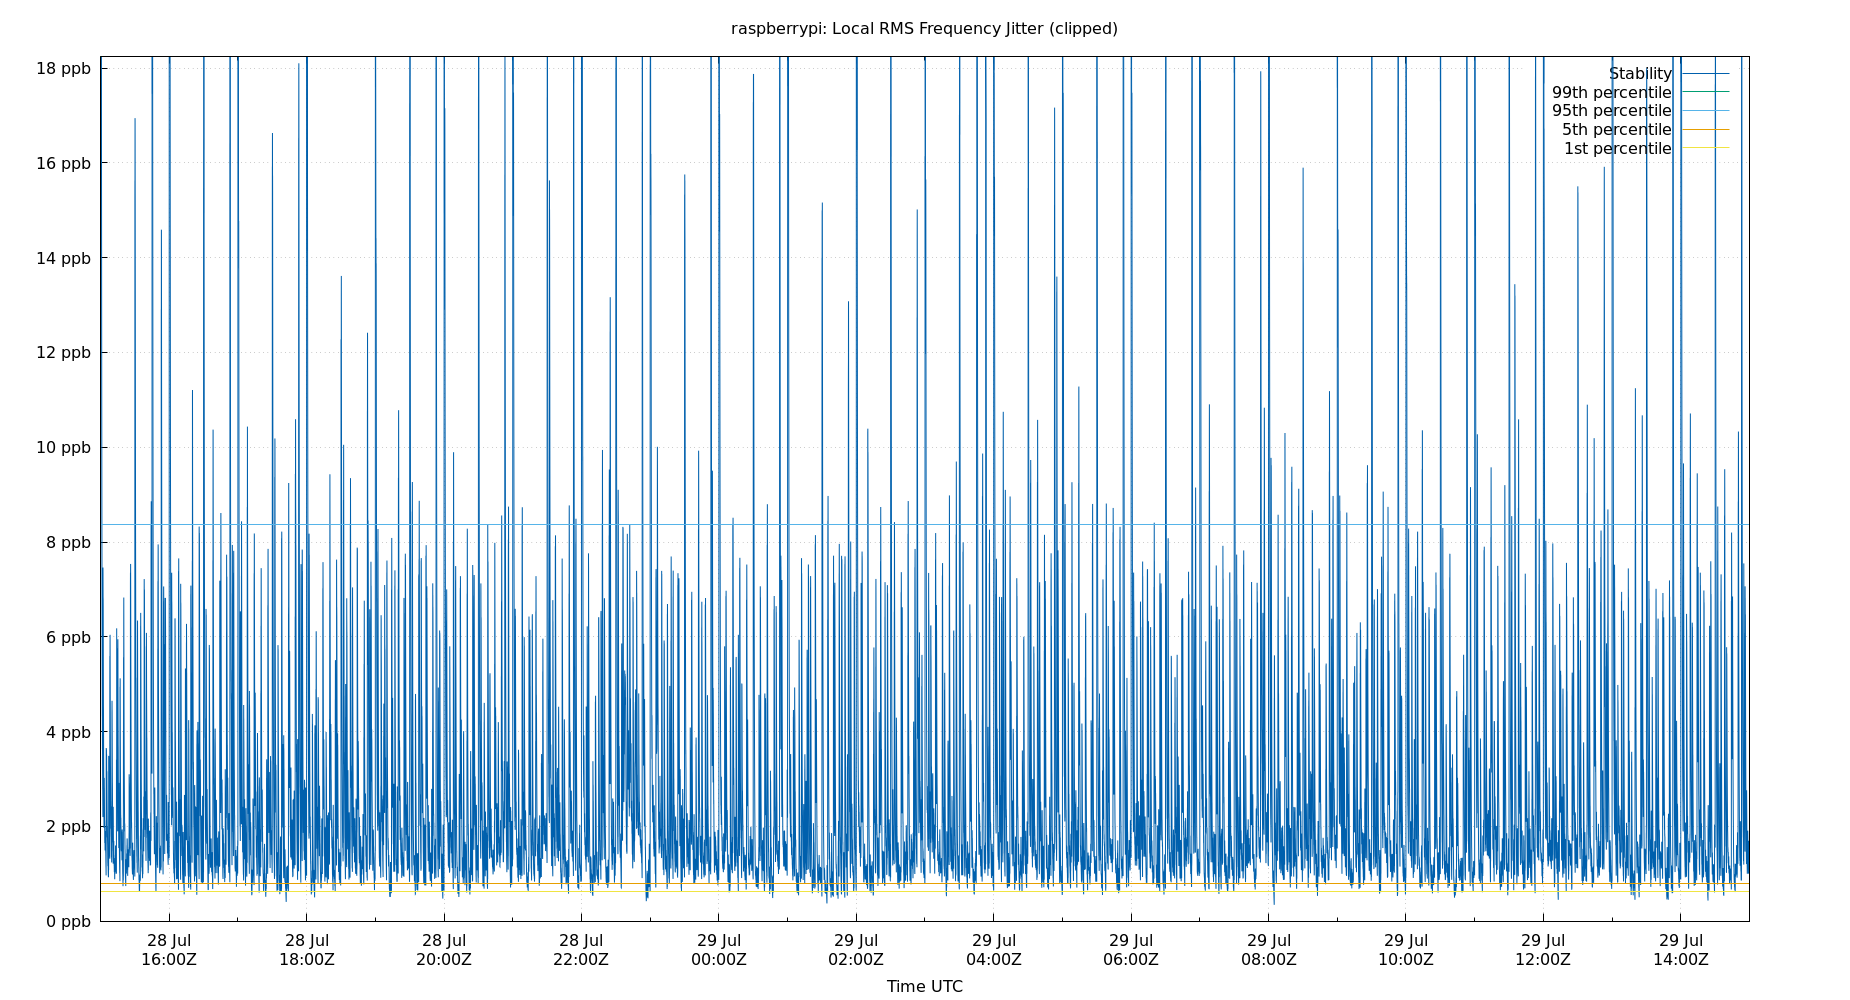 raspberrypi: Local RMS Frequency Jitter (clipped)
18 ppb
16 ppb
14 ppb
12 ppb
10 ppb
8 ppb
6 ppb
4 ppb
2 ppb
0 ppb
Stability
99th percentile
95th percentile
5th percentile
1st percentile
28 Jul 28 Jul 28 Jul 28 Jul 29 Jul 29 Jul 29 Jul 29 Jul 29 Jul 29 Jul 29 Jul 29 Jul
16:00Z 18:00Z 20:00Z 22:00Z 00:00Z 02:00Z 04:00Z 06:00Z 08:00Z 10:00Z 12:00Z 14:00Z
Time UTC